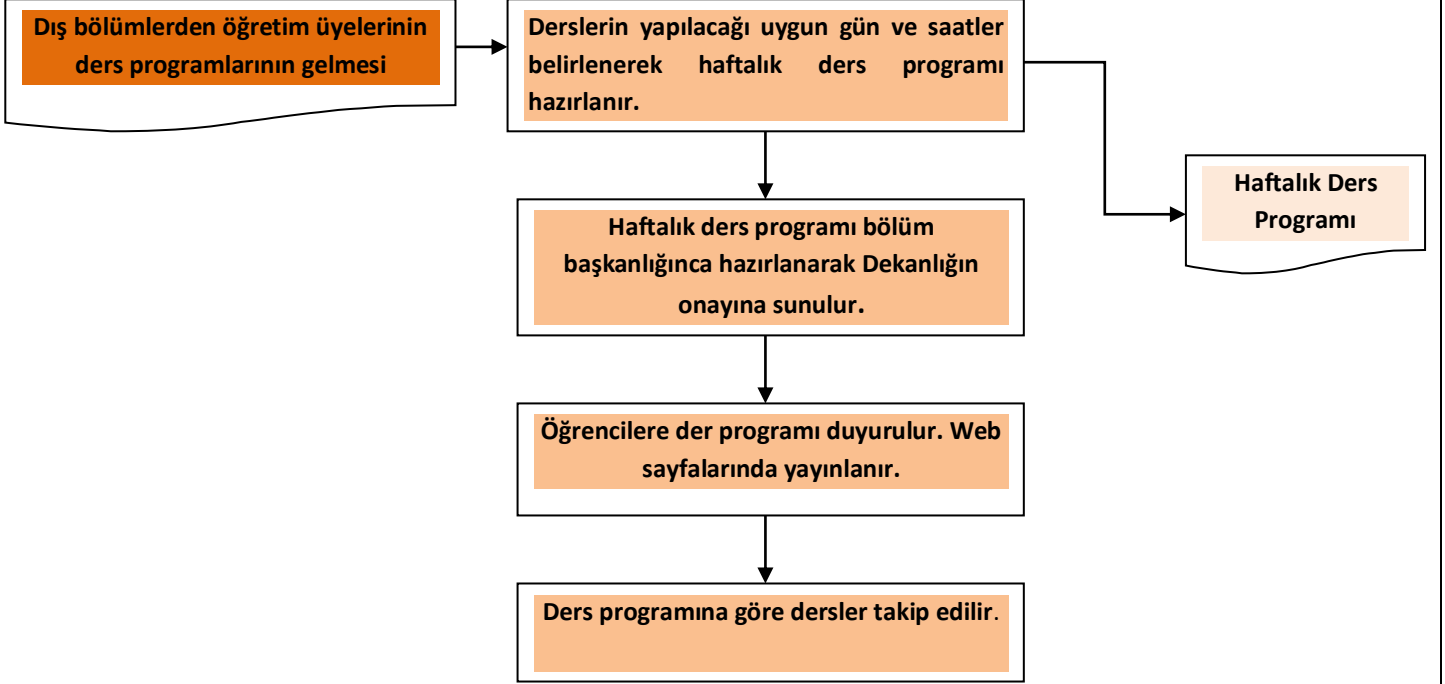 Dış bölümlerden öğretim üyelerinin
ders programlarının gelmesi
Derslerin yapılacağı uygun gün ve saatler
belirlenerek haftalık ders programı
hazırlanır.
Haftalık Ders
Programı
Haftalık ders programı bölüm
başkanlığınca hazırlanarak Dekanlığın
onayına sunulur.
Öğrencilere der programı duyurulur. Web
sayfalarında yayınlanır.
Ders programına göre dersler takip edilir.